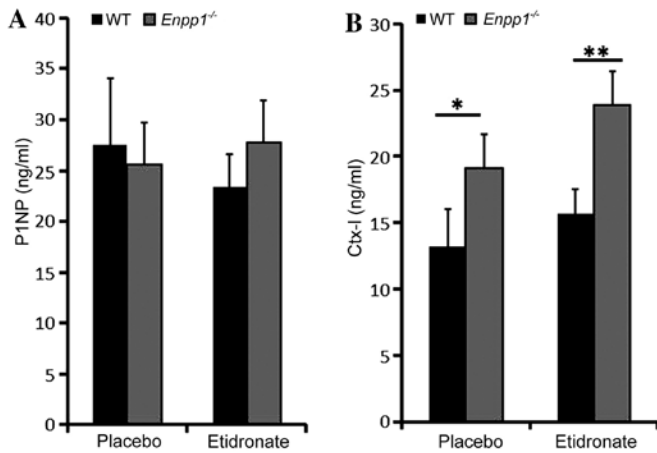 A
WT Enpp1-/-
P1NP (ng/ml)
40
35
30
25
20
15
10
5
0
Placebo Etidronate
B
WT Enpp1-/-
Ctx-I (ng/ml)
30
25
20
15
10
5
0
*
**
Placebo Etidronate